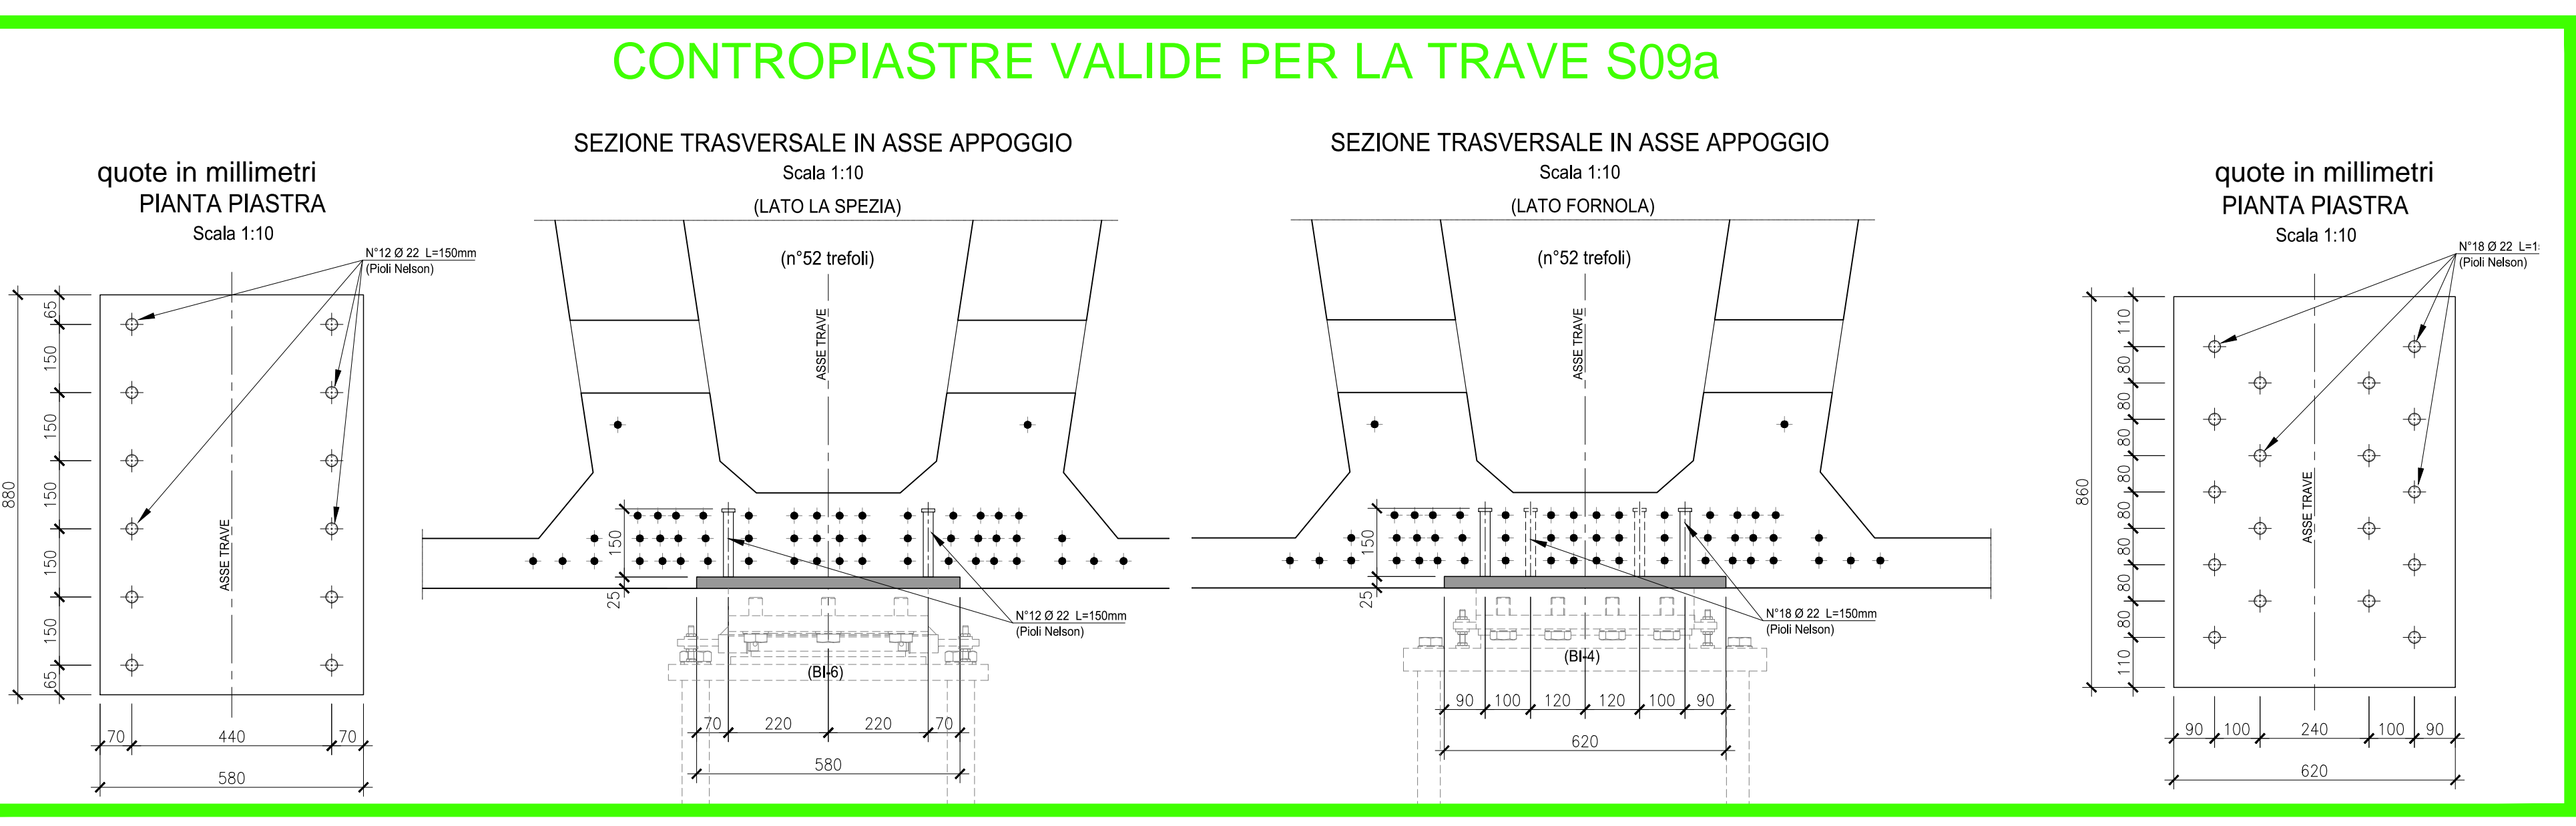 CONTROPIASTRE VALIDE PER LA TRAVE S09a
quote in millimetri
PIANTA PIASTRA
Scala 1:10
N°12 Ø 22 L=150mm
(Pioli Nelson)
65
150
150
150
150
150
65
880
ASSE TRAVE
70
440
70
580
SEZIONE TRASVERSALE IN ASSE APPOGGIO
Scala 1:10
(LATO LA SPEZIA)
(n°52 trefoli)
ASSE TRAVE
150
25
N°12 Ø 22 L=150mm
(Pioli Nelson)
(BI-6)
70
220
220
70
580
SEZIONE TRASVERSALE IN ASSE APPOGGIO
Scala 1:10
(LATO FORNOLA)
(n°52 trefoli)
ASSE TRAVE
150
25
N°18 Ø 22 L=150mm
(Pioli Nelson)
(BI-4)
90
100
120
120
100
90
620
quote in millimetri
PIANTA PIASTRA
Scala 1:10
N°18 Ø 22
(Pioli Nelson)
110
80
80
80
80
80
80
80
80
110
860
ASSE TRAVE
90
100
240
100
90
620